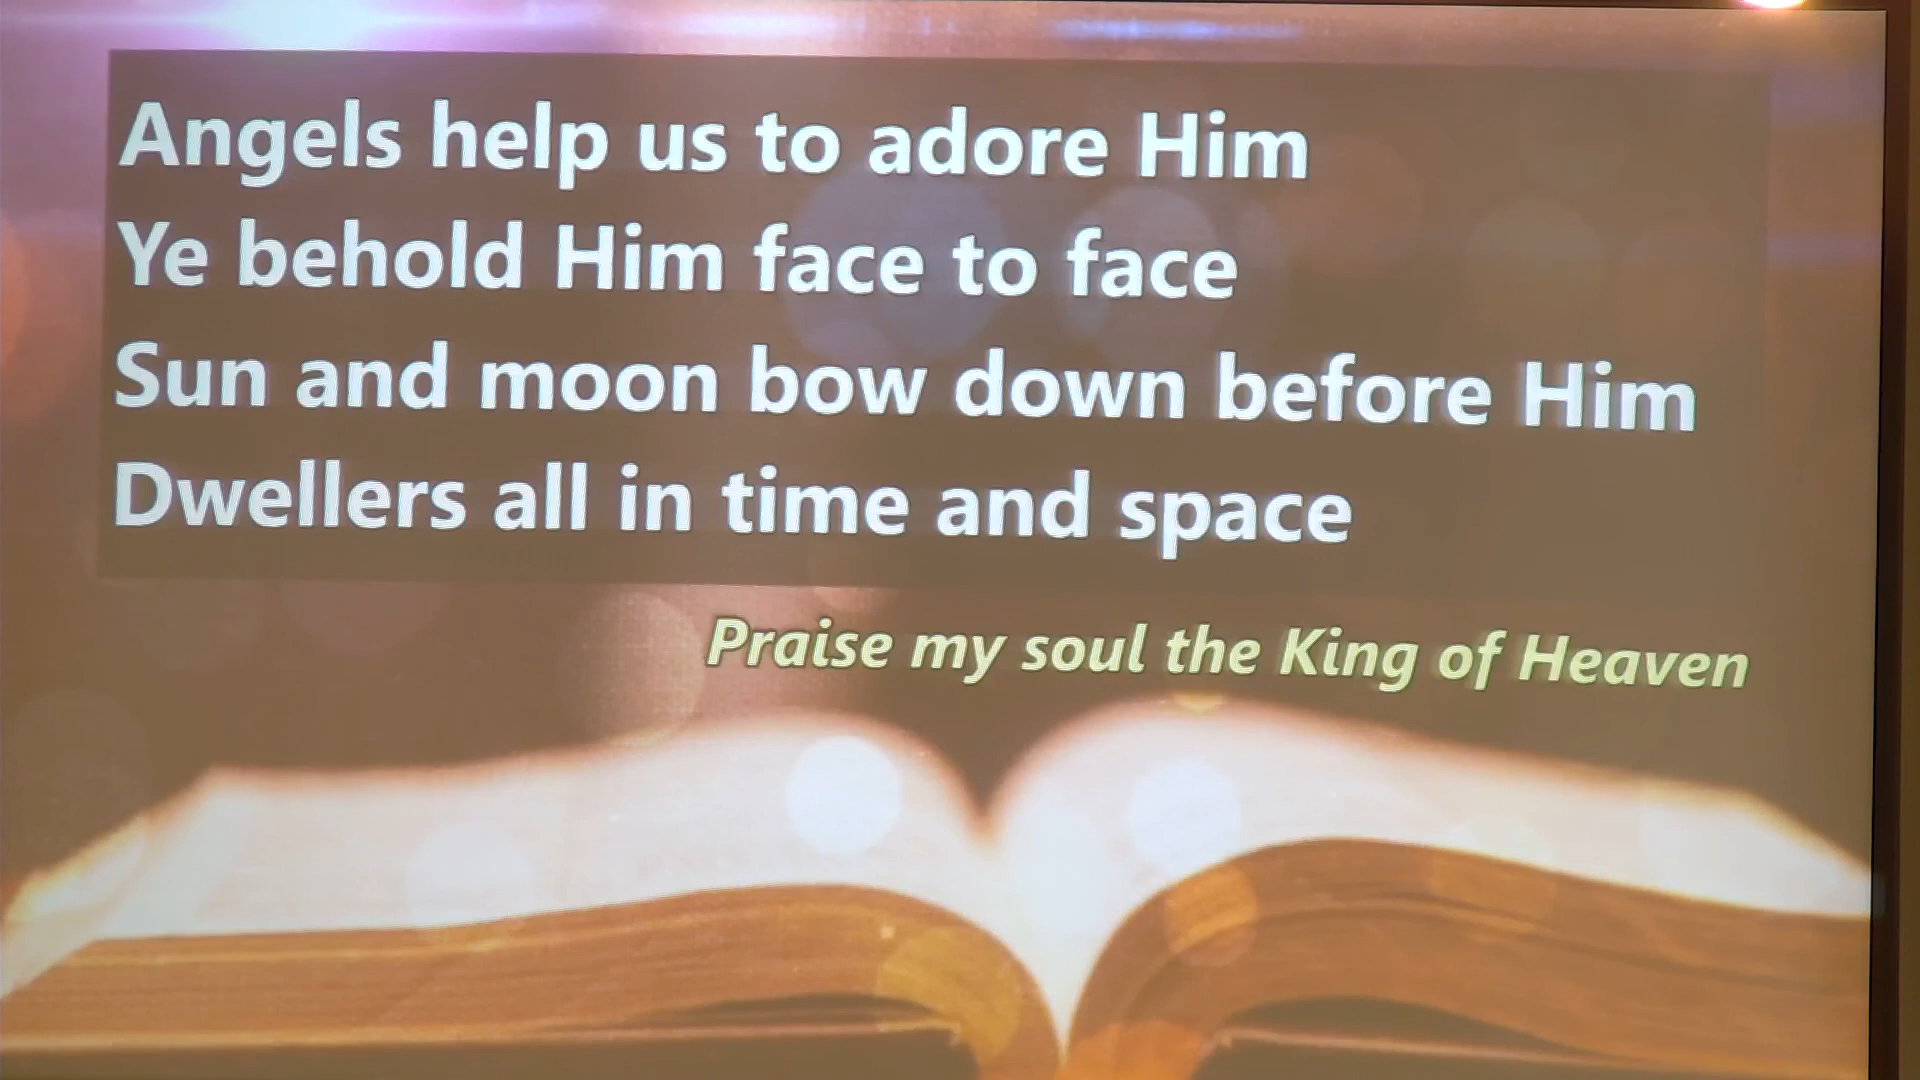 Angels help us to adore Him
Ye behold Him face to face
Sun and moon bow down before Him
Dwellers all in time and space
Praise my soul the King of Heaven